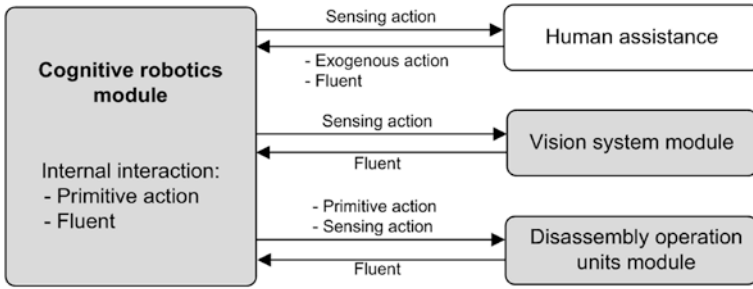 Cognitive robotics
module
Internal interaction:
- Primitive action
- Fluent
Sensing action
- Exogenous action
- Fluent
Human assistance
Sensing action
Fluent
Vision system module
- Primitive action
- Sensing action
Fluent
Disassembly operation
units module